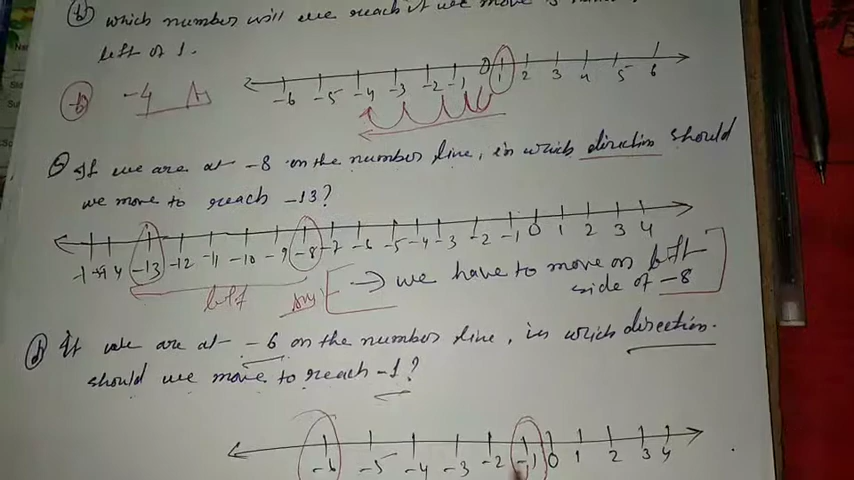 (b) which number will we reach if we move 5 numbers
left of 1.
-6 -5 -4 -3 -2 -1 0 1 2 3 4 5 6
(b) -4 As
(c) If we are at -8 on the number line, in which direction should
we move to reach -13?
-13 -12 -11 -10 -9 -8 -7 -6 -5 -4 -3 -2 -1 0 1 2 3 4
left Ans → we have to move on left
side of -8
(d) If we are at -6 on the number line, in which direction.
should we move to reach -1?
-6 -5 -4 -3 -2 -1 0 1 2 3 4